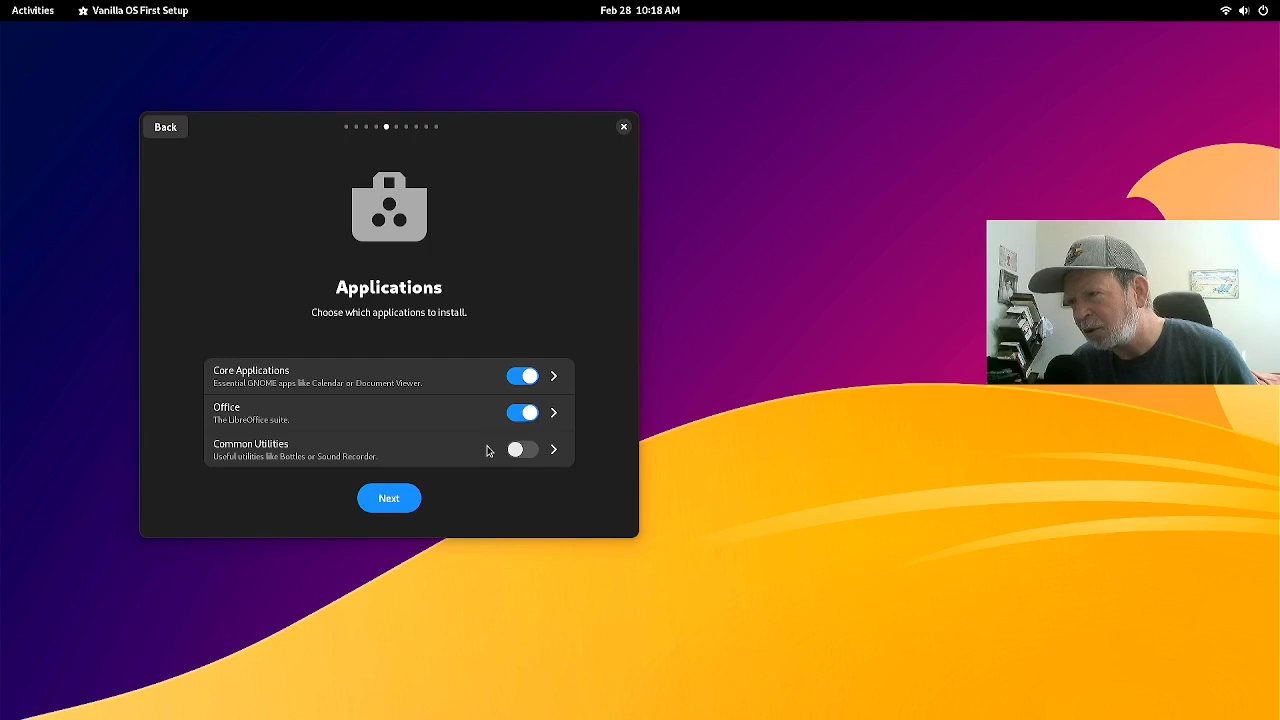 Activities
Vanilla OS First Setup
Feb 28 10:18 AM
Back
Applications
Choose which applications to install.
Core Applications
Essential GNOME apps like Calendar or Document Viewer.
Office
The LibreOffice suite.
Common Utilities
Useful utilities like Bottles or Sound Recorder.
Next